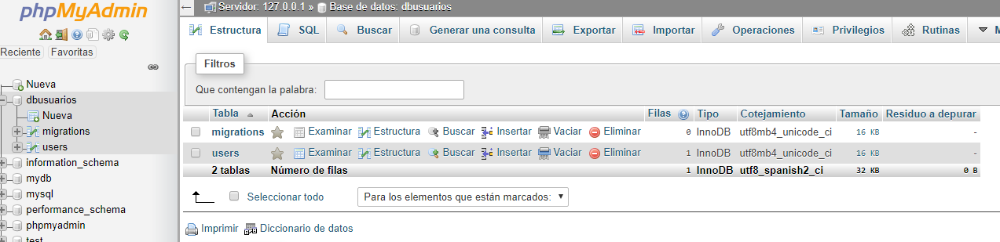 phpMyAdmin
Reciente Favoritas
Nueva
dbusuarios
Nueva
migrations
users
information_schema
mydb
mysql
performance_schema
phpmyadmin
test
Servidor: 127.0.0.1 » Base de datos: dbusuarios
Estructura SQL Buscar Generar una consulta Exportar Importar Operaciones Privilegios Rutinas
Filtros
Que contengan la palabra:
Tabla Acción Filas Tipo Cotejamiento Tamaño Residuo a depurar
migrations Examinar Estructura Buscar Insertar Vaciar Eliminar 0 InnoDB utf8mb4_unicode_ci 16 KB -
users Examinar Estructura Buscar Insertar Vaciar Eliminar 1 InnoDB utf8mb4_unicode_ci 16 KB -
2 tablas Número de filas 1 InnoDB utf8_spanish2_ci 32 KB 0 B
Seleccionar todo Para los elementos que están marcados:
Imprimir Diccionario de datos